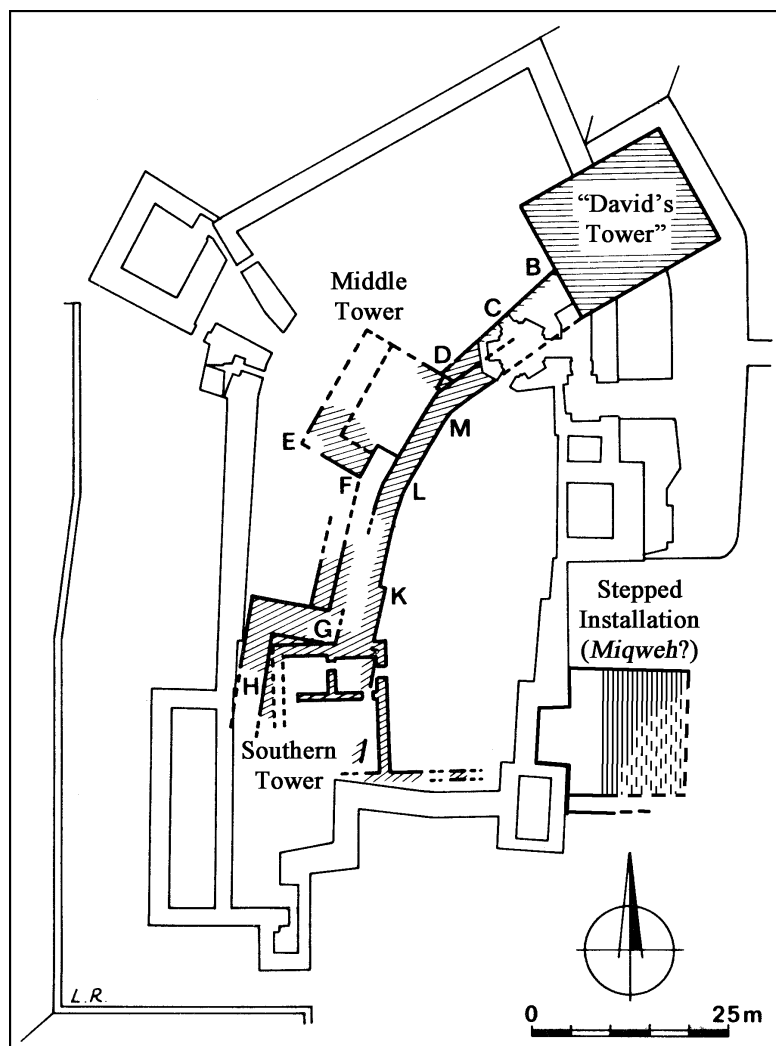 “David’s
Tower”
B
Middle
Tower
C
D
E
M
F
L
K
Stepped
Installation
(Miqweh?)
G
H
Southern
Tower
L.R.
0 25m